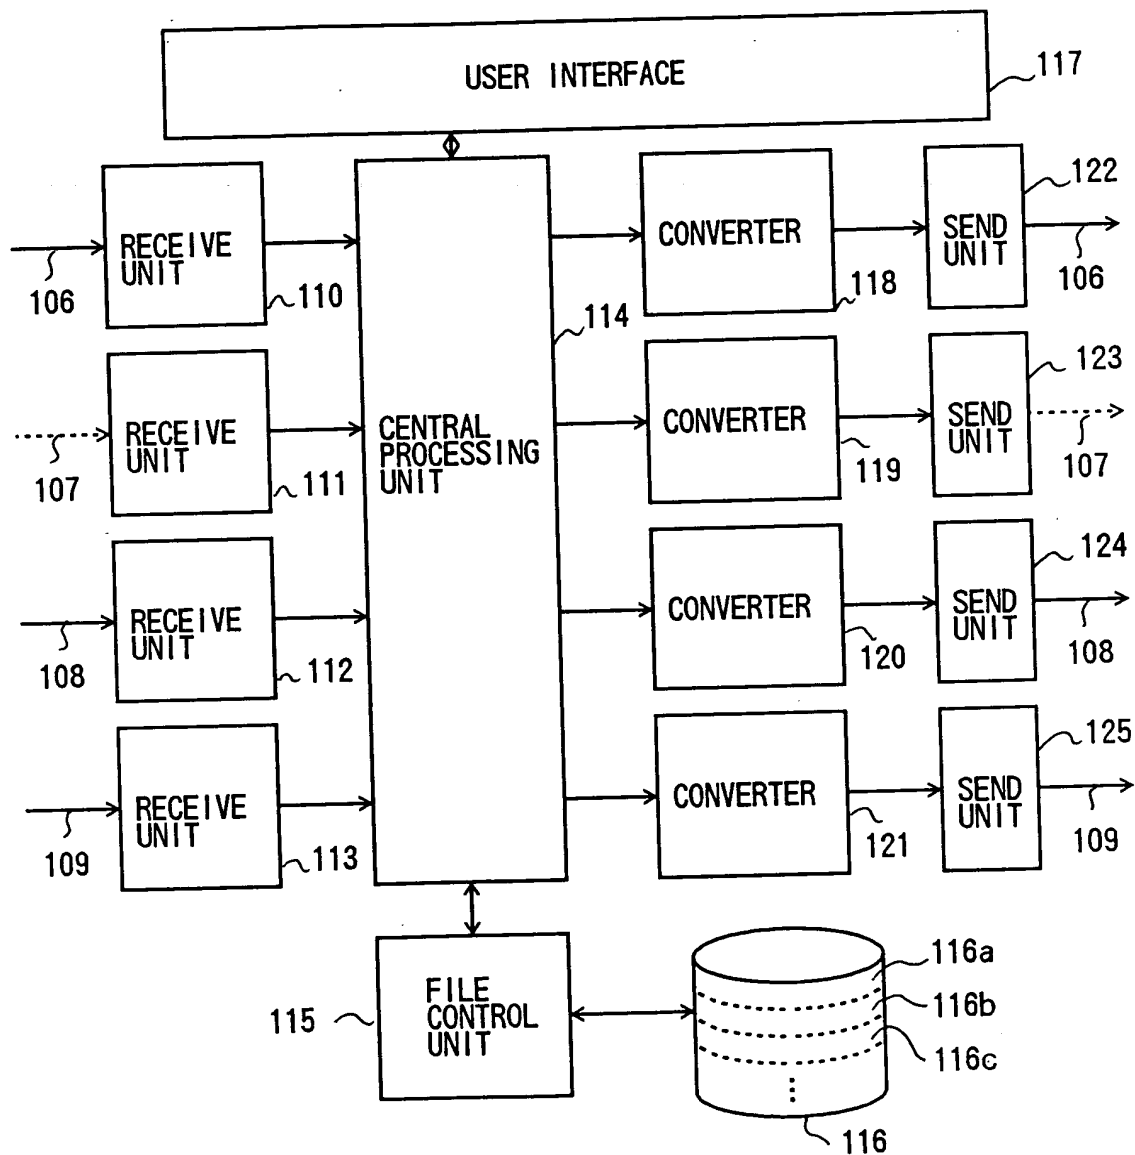 USER INTERFACE
117
RECEIVE
UNIT
106
110
CONVERTER
118
SEND
UNIT
122
106
114
RECEIVE
UNIT
107
111
CENTRAL
PROCESSING
UNIT
CONVERTER
119
SEND
UNIT
123
107
RECEIVE
UNIT
108
112
CONVERTER
120
SEND
UNIT
124
108
RECEIVE
UNIT
109
113
CONVERTER
121
SEND
UNIT
125
109
FILE
CONTROL
UNIT
115
116a
116b
116c
116